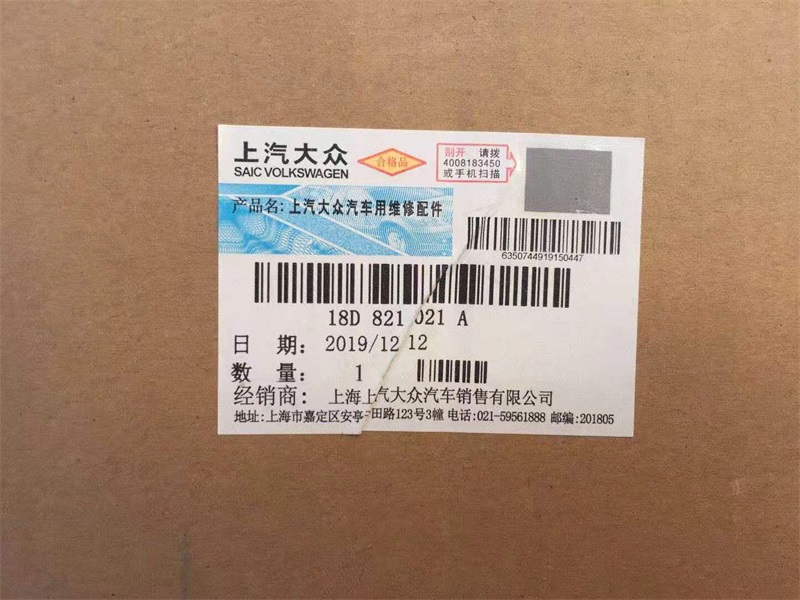 上汽大众
SAIC VOLKSWAGEN
合格品
刮开 请拨
4008183450
或手机扫描
产品名: 上汽大众汽车用维修配件
6350744919150447
18D 821 021 A
日 期: 2019/12 12
数 量: 1
经销商: 上海上汽大众汽车销售有限公司
地址:上海市嘉定区安亭 田路123号3幢 电话:021-59561888 邮编:201805